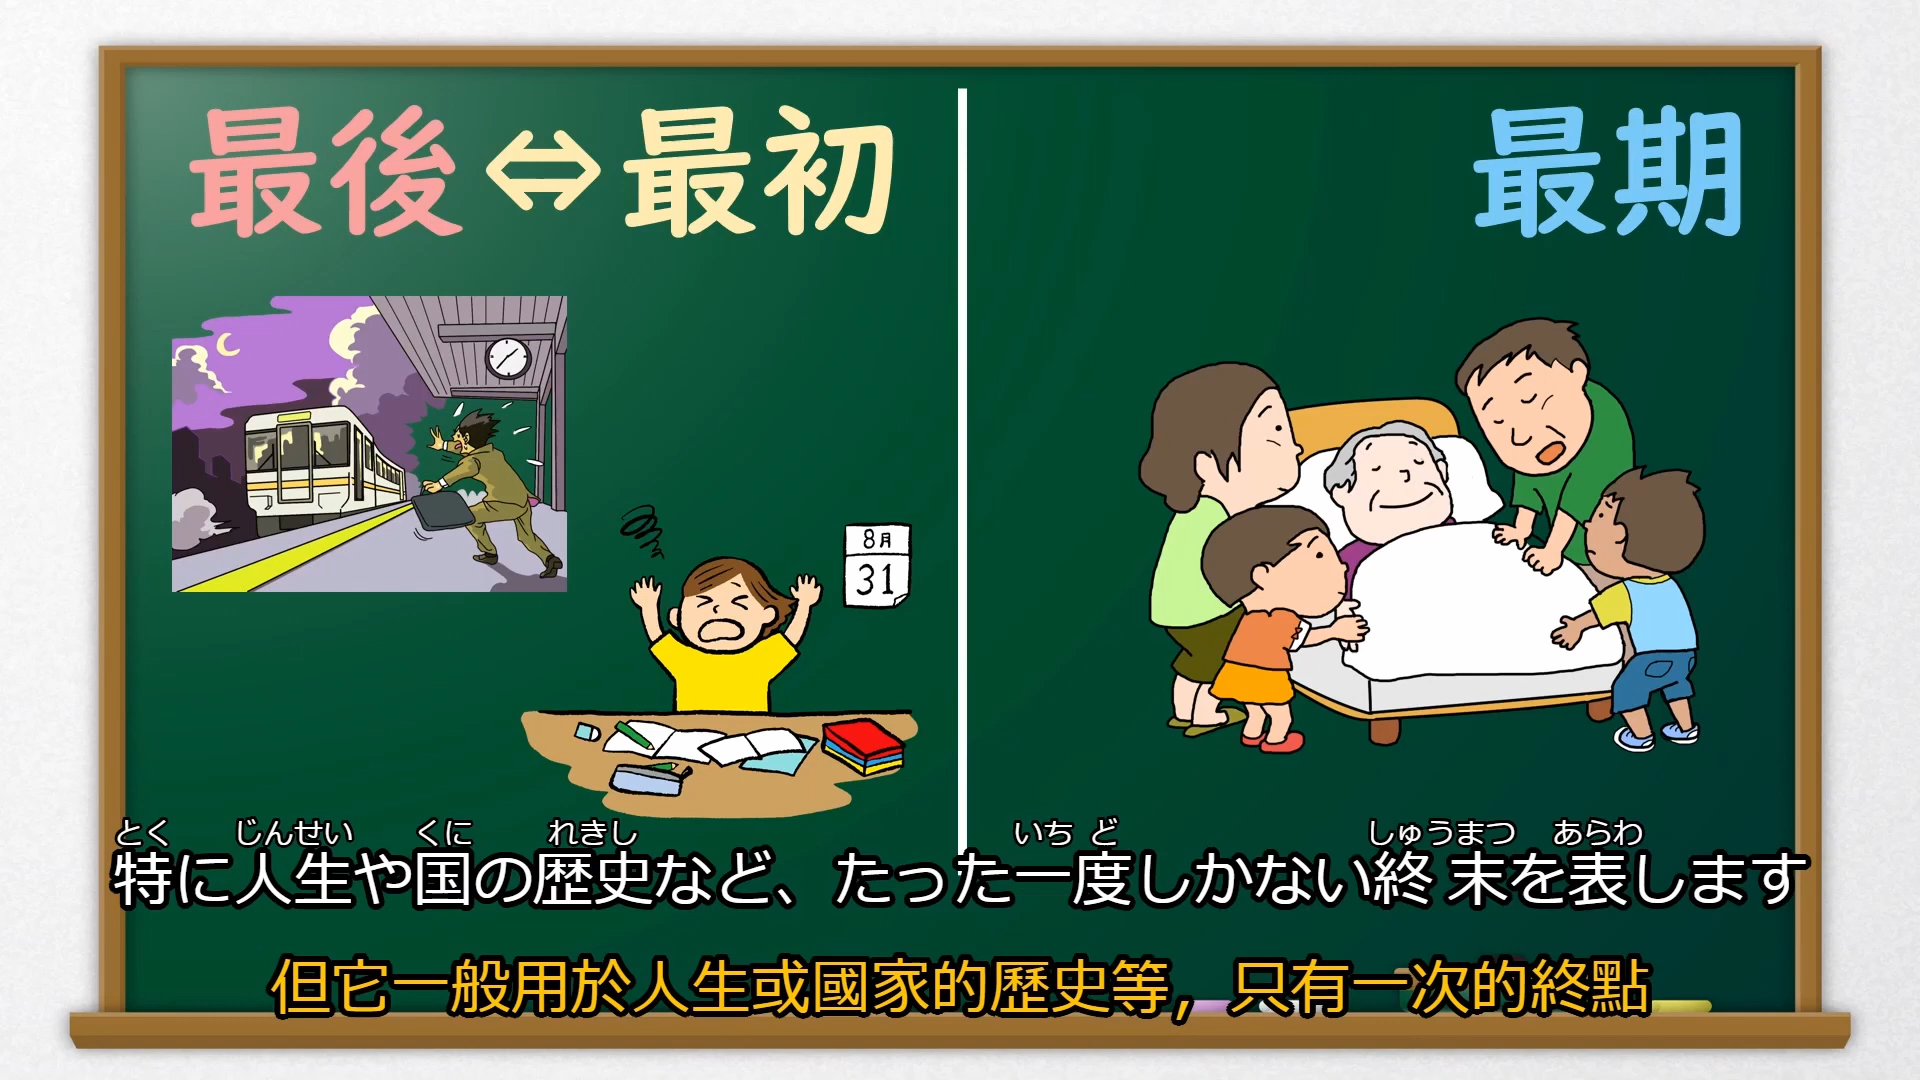 最後⇔最初
最期
8月
31
とく じんせい くに れきし いちど しゅうまつ あらわ
特に人生や国の歴史など、たった一度しかない終末を表します
但它一般用於人生或國家的歷史等，只有一次的終點